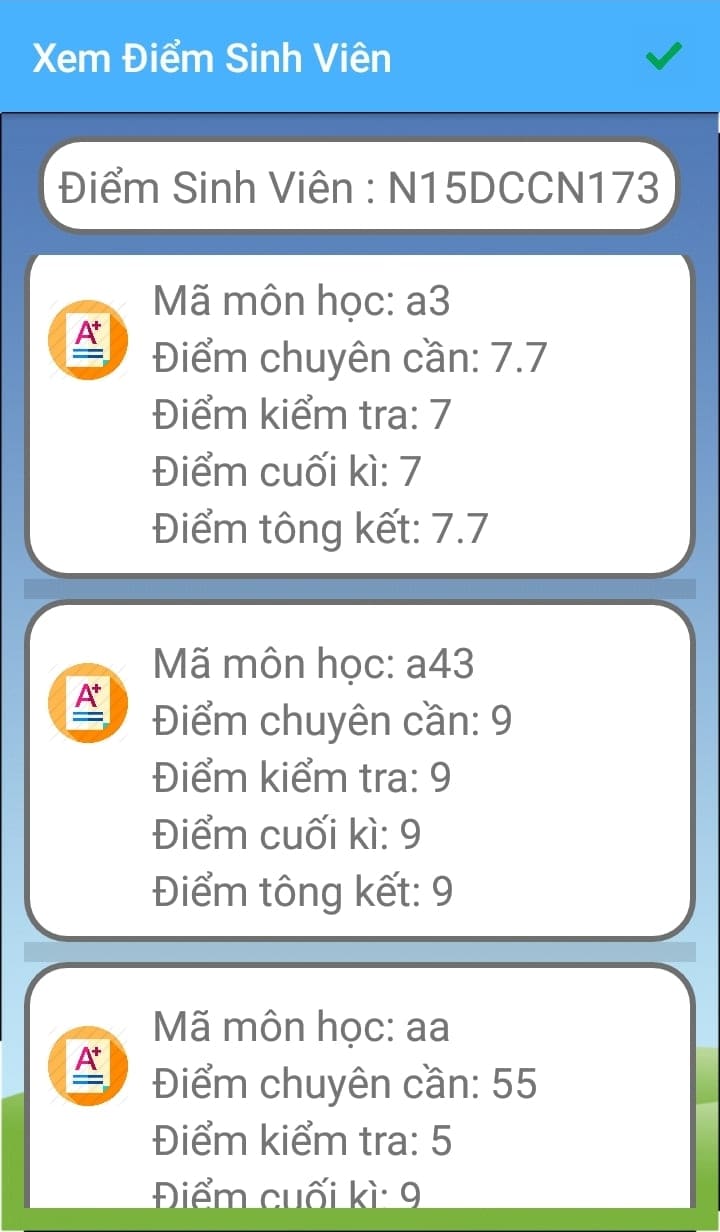 Xem Điểm Sinh Viên
Điểm Sinh Viên : N15DCCN173
A+
Mã môn học: a3
Điểm chuyên cần: 7.7
Điểm kiểm tra: 7
Điểm cuối kì: 7
Điểm tông kết: 7.7
A+
Mã môn học: a43
Điểm chuyên cần: 9
Điểm kiểm tra: 9
Điểm cuối kì: 9
Điểm tông kết: 9
A+
Mã môn học: aa
Điểm chuyên cần: 55
Điểm kiểm tra: 5
Điểm cuối kì: 9